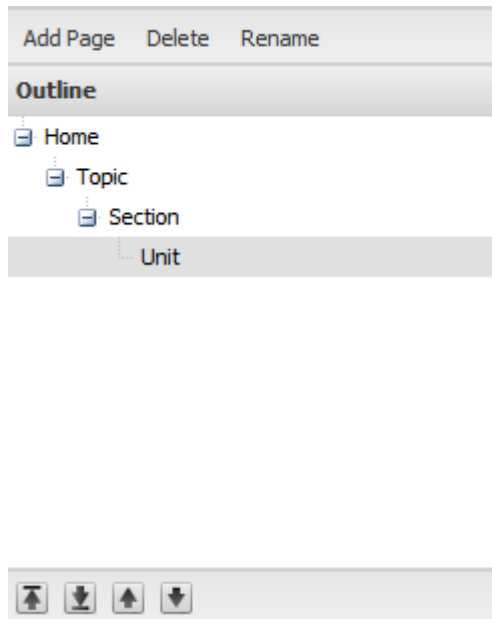 Add Page Delete Rename
Outline
Home
Topic
Section
Unit